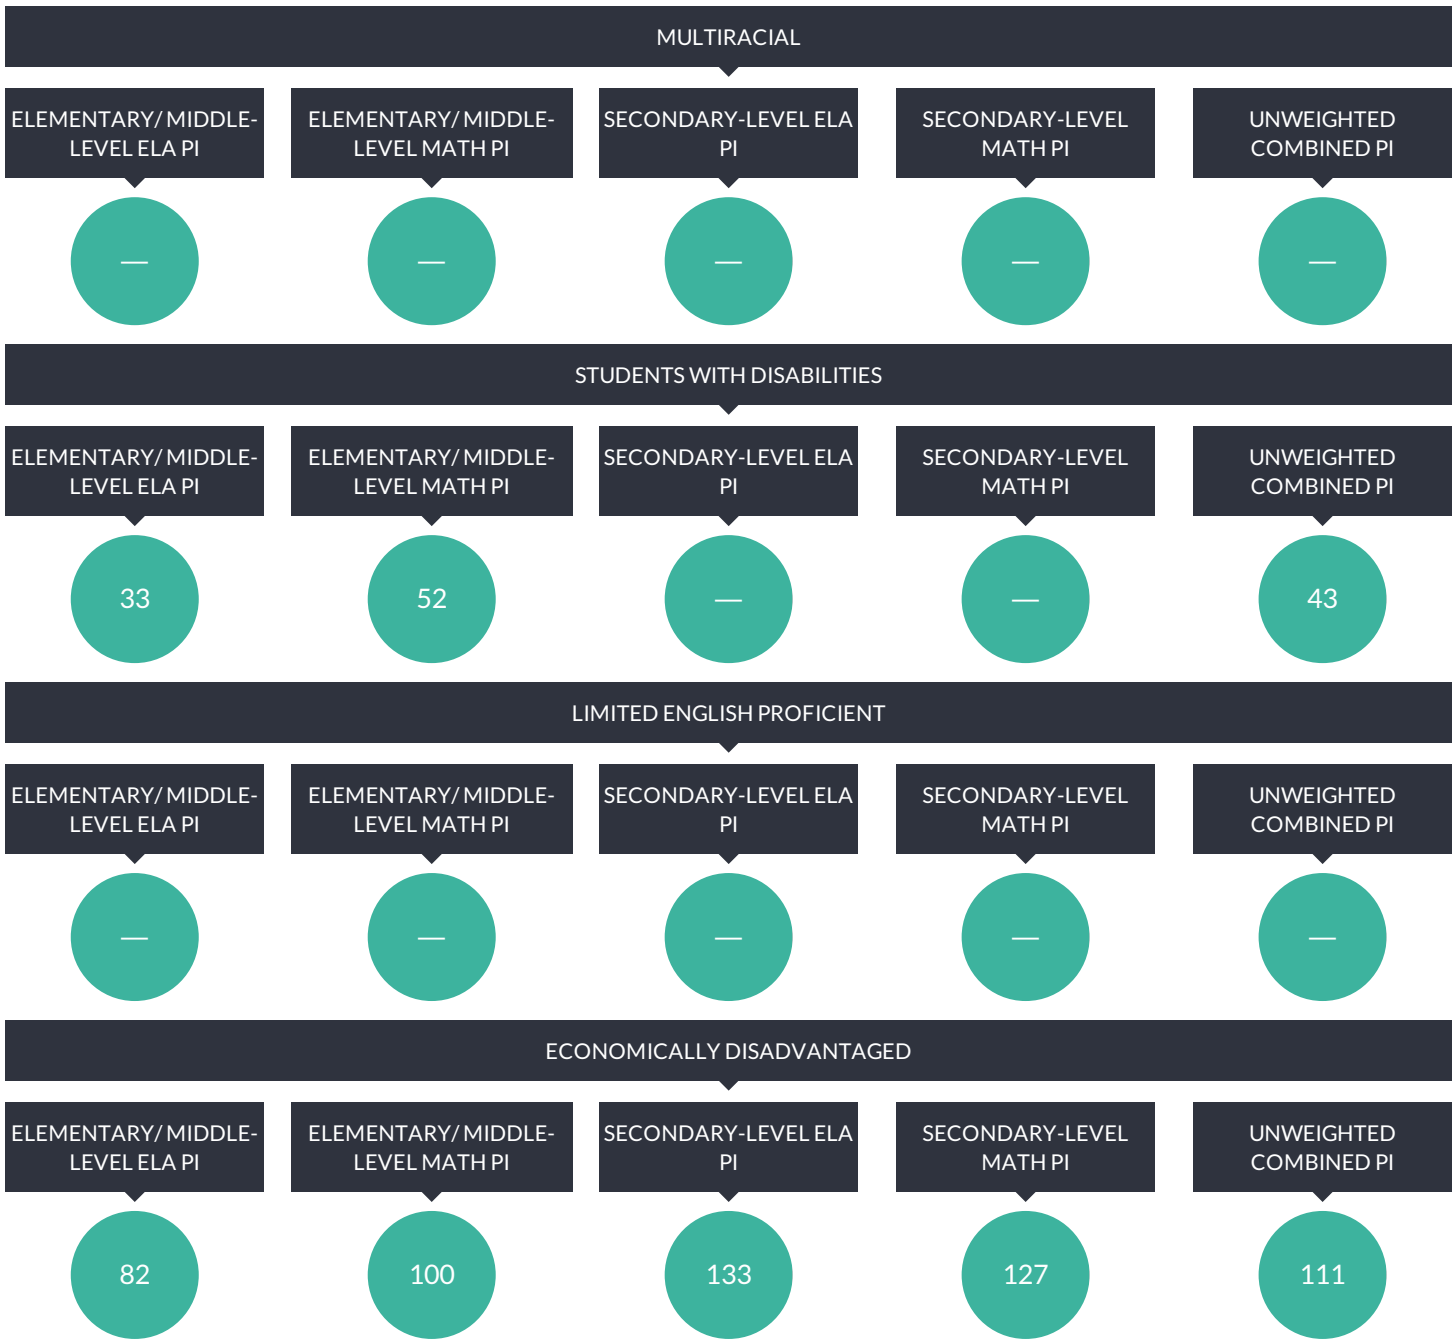 MULTIRACIAL
ELEMENTARY/ MIDDLE-
LEVEL ELA PI
ELEMENTARY/ MIDDLE-
LEVEL MATH PI
SECONDARY-LEVEL ELA
PI
SECONDARY-LEVEL
MATH PI
UNWEIGHTED
COMBINED PI
—
—
—
—
—
STUDENTS WITH DISABILITIES
ELEMENTARY/ MIDDLE-
LEVEL ELA PI
ELEMENTARY/ MIDDLE-
LEVEL MATH PI
SECONDARY-LEVEL ELA
PI
SECONDARY-LEVEL
MATH PI
UNWEIGHTED
COMBINED PI
33
52
—
—
43
LIMITED ENGLISH PROFICIENT
ELEMENTARY/ MIDDLE-
LEVEL ELA PI
ELEMENTARY/ MIDDLE-
LEVEL MATH PI
SECONDARY-LEVEL ELA
PI
SECONDARY-LEVEL
MATH PI
UNWEIGHTED
COMBINED PI
—
—
—
—
—
ECONOMICALLY DISADVANTAGED
ELEMENTARY/ MIDDLE-
LEVEL ELA PI
ELEMENTARY/ MIDDLE-
LEVEL MATH PI
SECONDARY-LEVEL ELA
PI
SECONDARY-LEVEL
MATH PI
UNWEIGHTED
COMBINED PI
82
100
133
127
111